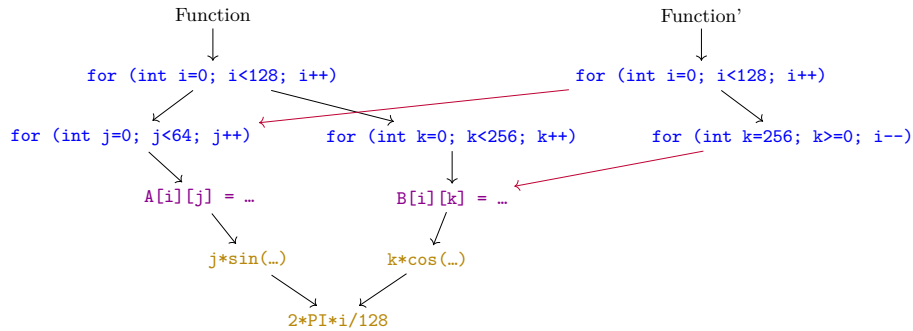 Function
Function'
for (int i=0; i<128; i++)
for (int i=0; i<128; i++)
for (int j=0; j<64; j++)
for (int k=0; k<256; k++)
for (int k=256; k>=0; i--)
A[i][j] = …
B[i][k] = …
j*sin(…)
k*cos(…)
2*PI*i/128